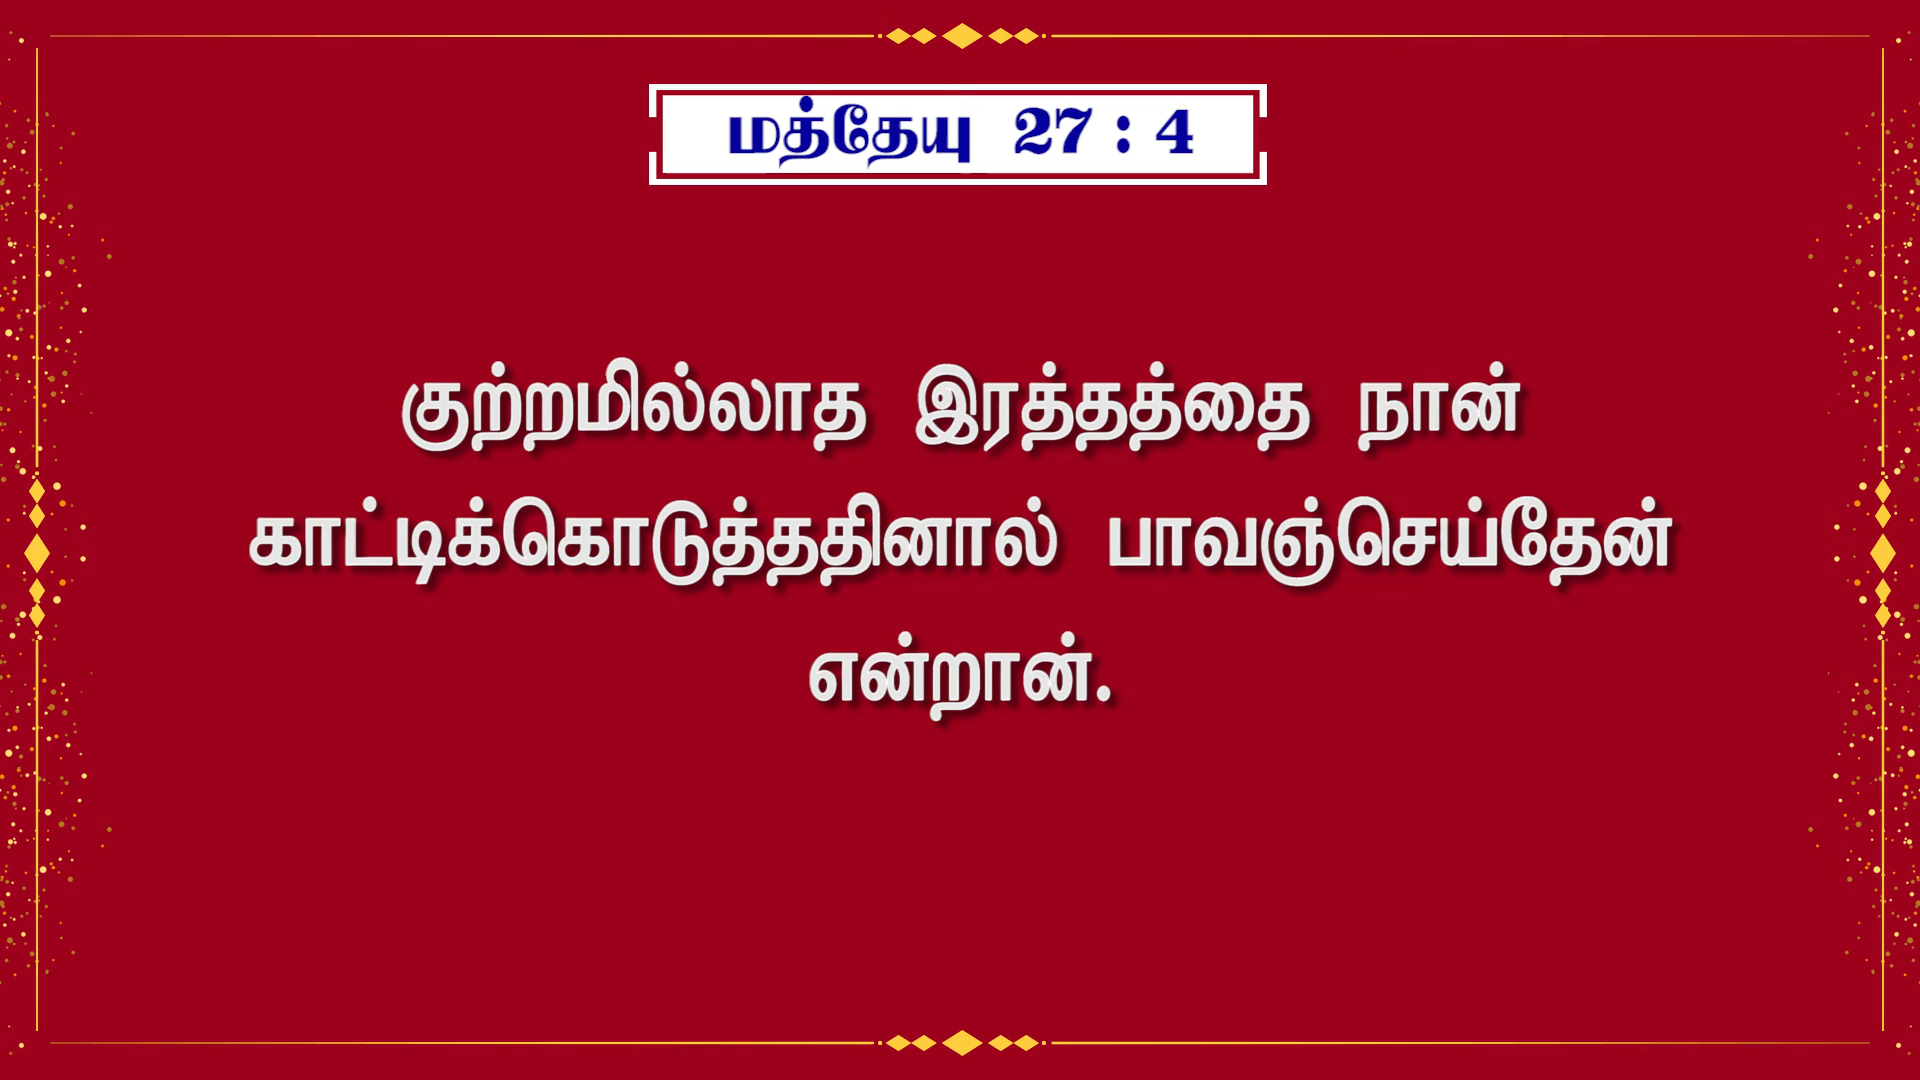 மத்தேயு 27 : 4
குற்றமில்லாத இரத்தத்தை நான்
காட்டிக்கொடுத்ததினால் பாவஞ்செய்தேன்
என்றான்.